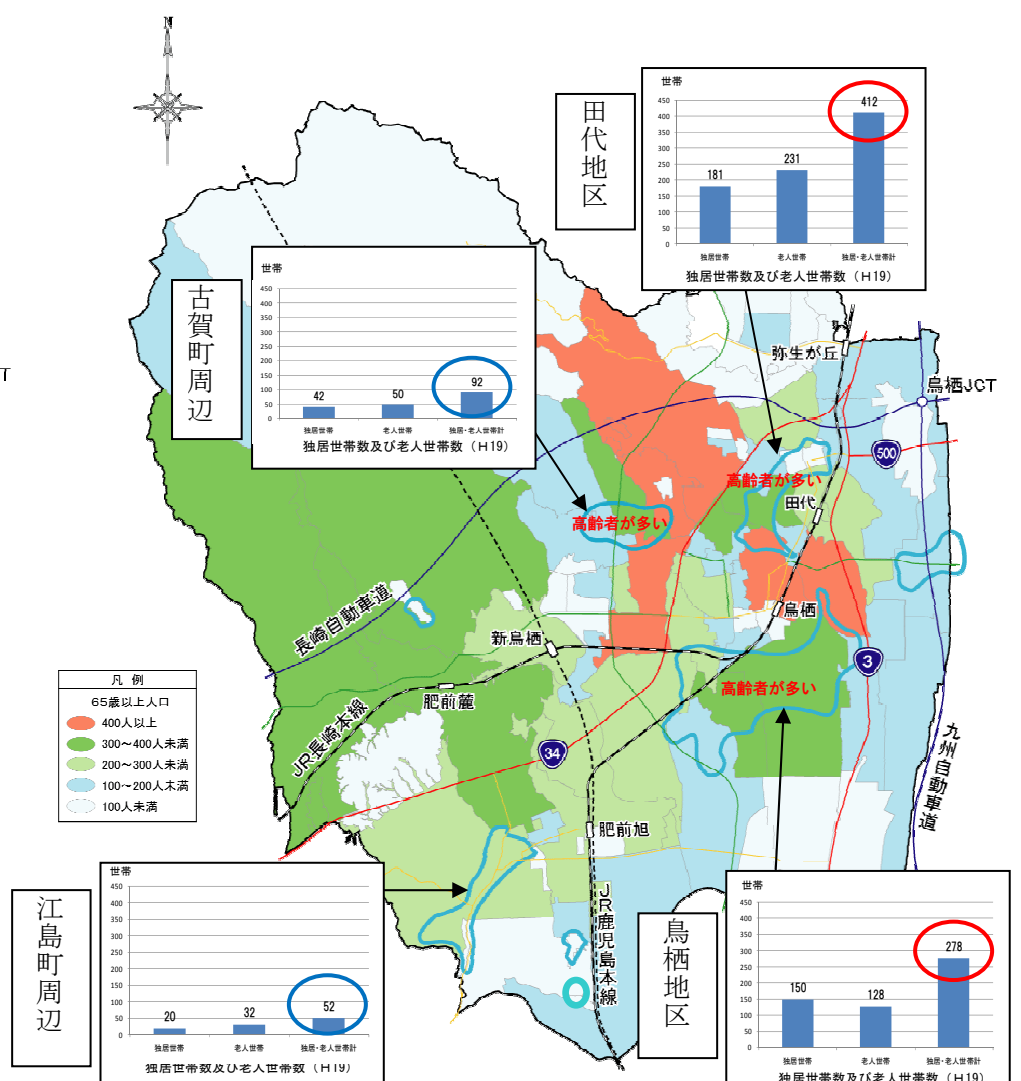 N
T
田代地区
世帯
450
400
350
300
250
200
150
100
50
0
181
231
412
独居世帯
老人世帯
独居・老人世帯計
独居世帯数及び老人世帯数（H19）
古賀町周辺
世帯
450
400
350
300
250
200
150
100
50
0
42
50
92
独居世帯
老人世帯
独居・老人世帯計
独居世帯数及び老人世帯数（H19）
弥生が丘
鳥栖JCT
500
高齢者が多い
田代
高齢者が多い
長崎自動車道
新鳥栖
鳥栖
3
高齢者が多い
肥前麓
JR長崎本線
34
九州自動車道
肥前旭
JR鹿児島本線
凡 例
65歳以上人口
400人以上
300～400人未満
200～300人未満
100～200人未満
100人未満
江島町周辺
世帯
450
400
350
300
250
200
150
100
50
0
20
32
52
独居世帯
老人世帯
独居・老人世帯計
独居世帯数及び老人世帯数（H19）
鳥栖地区
世帯
450
400
350
300
250
200
150
100
50
0
150
128
278
独居世帯
老人世帯
独居・老人世帯計
独居世帯数及び老人世帯数（H19）